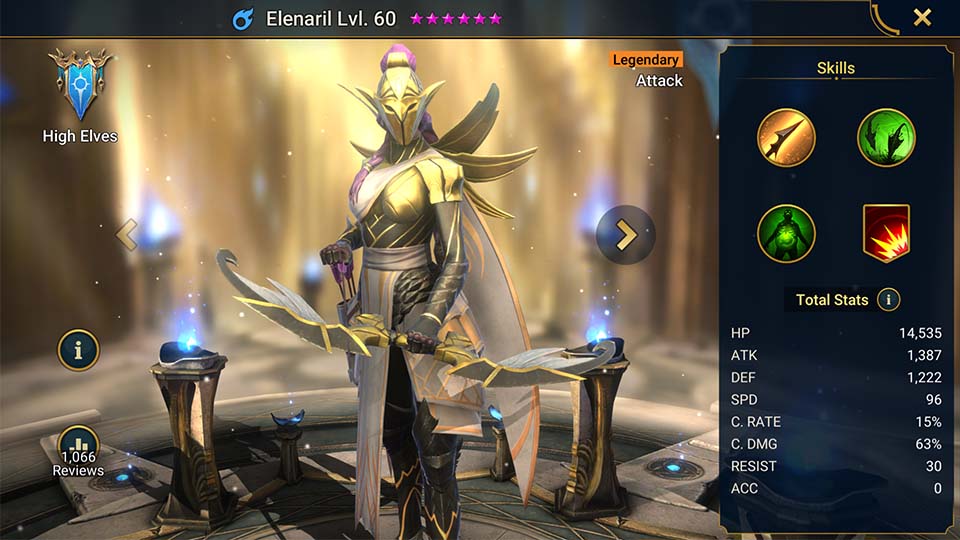 Elenaril Lvl. 60
High Elves
Legendary
Attack
1,066
Reviews
Skills
Total Stats
HP 14,535
ATK 1,387
DEF 1,222
SPD 96
C. RATE 15%
C. DMG 63%
RESIST 30
ACC 0